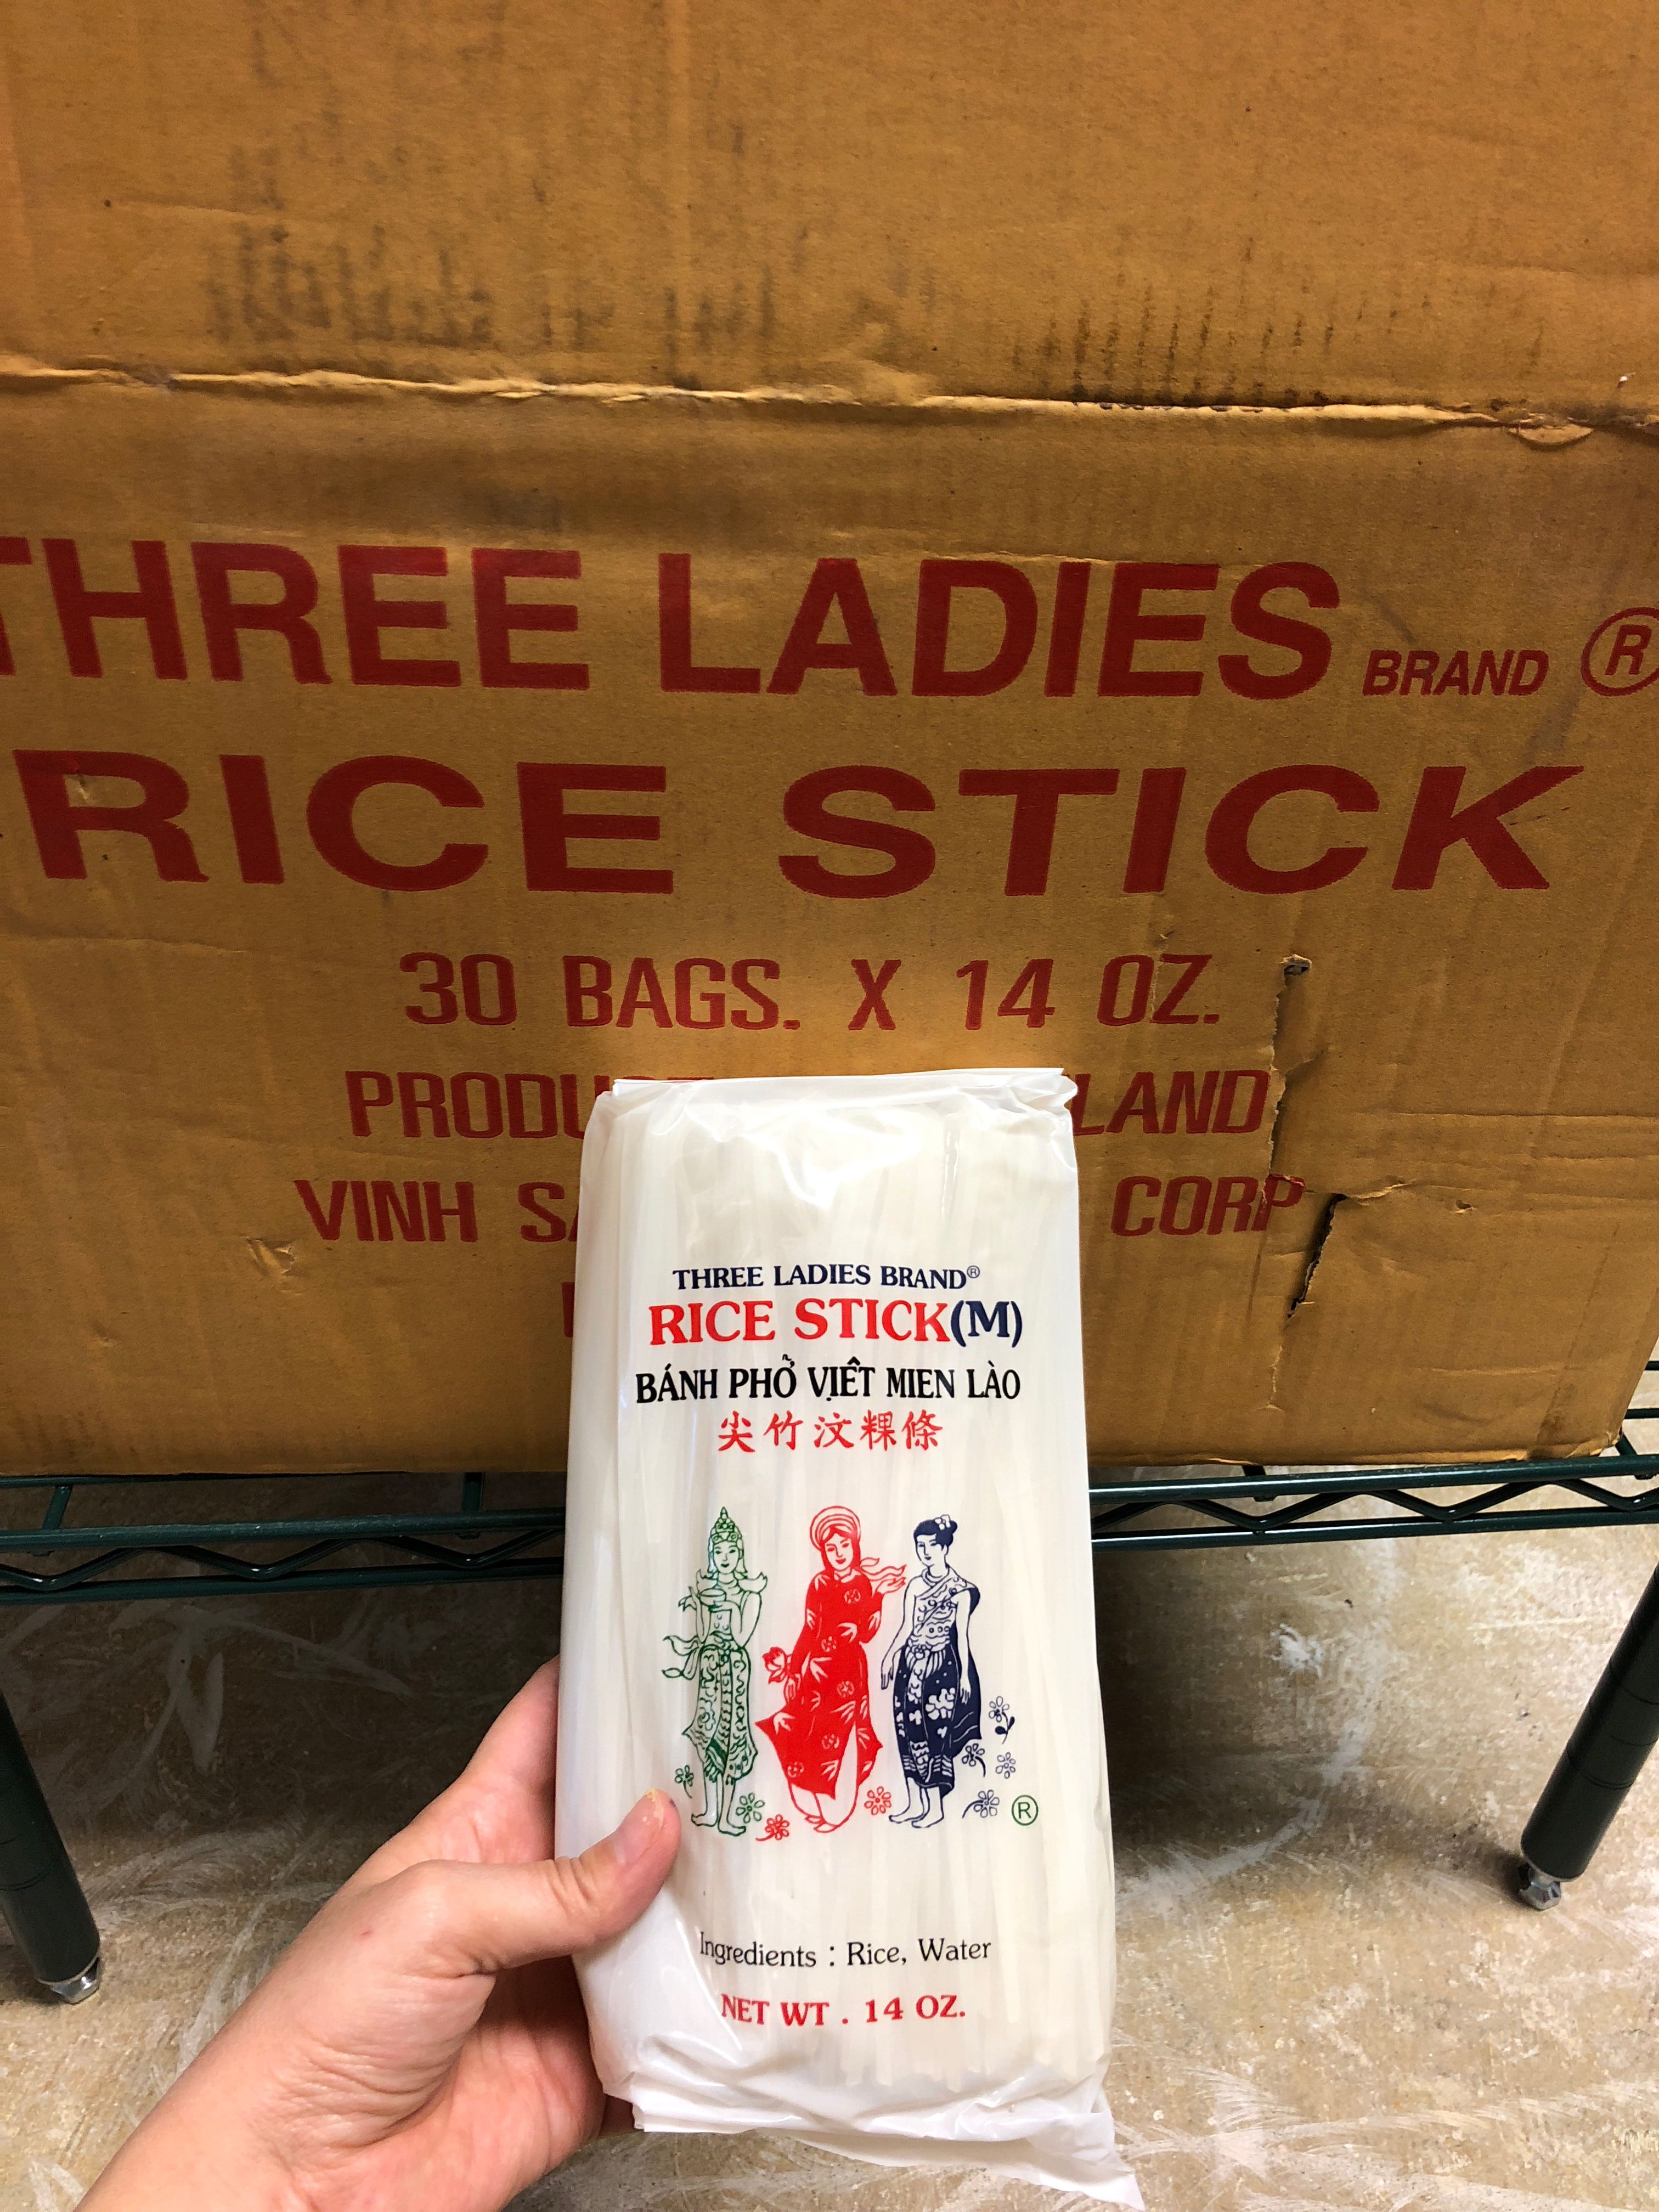 THREE LADIES BRAND ®
RICE STICK
30 BAGS. X 14 OZ.
LAND
VINH CORP
THREE LADIES BRAND®
RICE STICK(M)
BÁNH PHỞ VIỆT MIEN LÀO
尖竹汶粿條
®
Ingredients : Rice, Water
NET WT . 14 OZ.